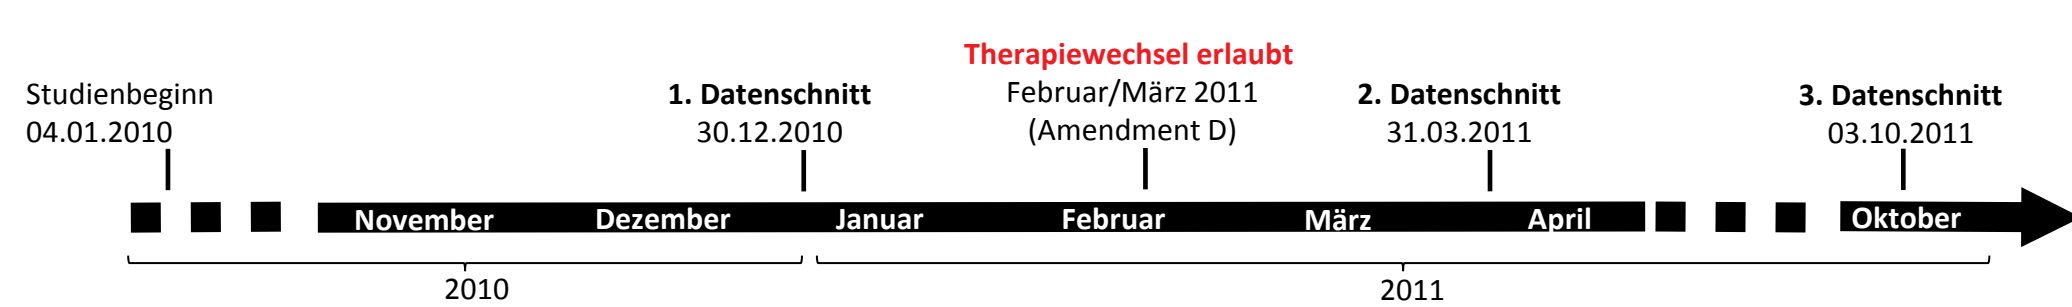 Therapiewechsel erlaubt
Studienbeginn
04.01.2010
1. Datenschnitt
30.12.2010
Februar/März 2011
(Amendment D)
2. Datenschnitt
31.03.2011
3. Datenschnitt
03.10.2011
November Dezember Januar Februar März April Oktober
2010
2011